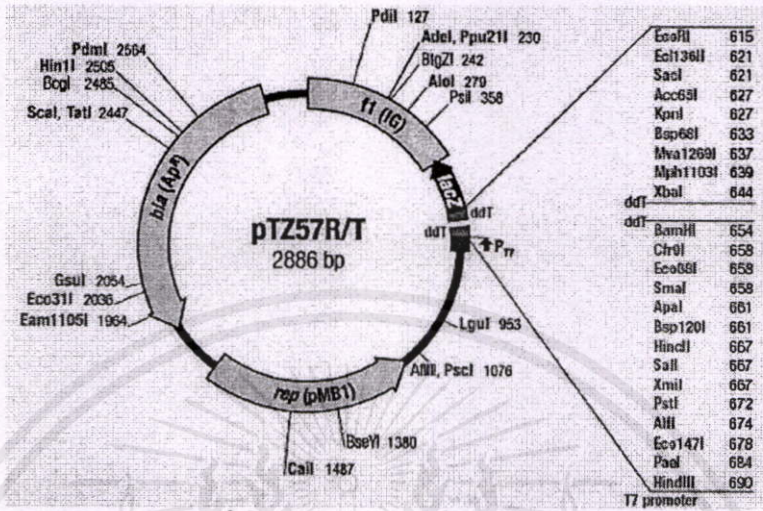 PdmI 2564
Hin1I 2505
BcgI 2485
ScaI, TatI 2447
GsuI 2054
Eco31I 2036
Eam1105I 1964
bla (Ap^R)
rep (pMB1)
CaiI 1487
BseYI 1380
AflIII, PscI 1076
LguI 953
PdiI 127
AdeI, Ppu21I 230
BtgZI 242
AloI 279
PsiI 358
f1 (IG)
lacZ
ddT
ddT
P_T7
pTZ57R/T
2886 bp
EcoRI 615
Ecl136II 621
SacI 621
Acc65I 627
KpnI 627
Bsp68I 633
Mva1269I 637
Mph1103I 639
XbaI 644
ddT
ddT
BamHI 654
Cfr9I 658
Eco88I 658
SmaI 658
ApaI 661
Bsp120I 661
HincII 667
SalI 667
XmiI 667
PstI 672
AlfI 674
Eco147I 678
PaeI 684
HindIII 690
T7 promoter